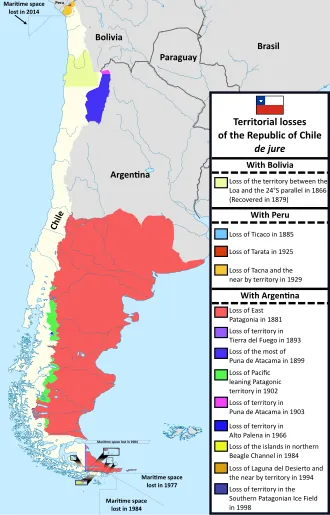 Maritime space
lost in 2014
Peru
Bolivia
Brasil
Paraguay
Argentina
Chile
Maritime space lost in 1984
Maritime space
lost in 1977
Maritime space
lost in 1984
Territorial losses
of the Republic of Chile
de jure
With Bolivia
Loss of the territory between the
Loa and the 24°S parallel in 1866
(Recovered in 1879)
With Peru
Loss of Ticaco in 1885
Loss of Tarata in 1925
Loss of Tacna and the
near by territory in 1929
With Argentina
Loss of East
Patagonia in 1881
Loss of territory in
Tierra del Fuego in 1893
Loss of the most of
Puna de Atacama in 1899
Loss of Pacific
leaning Patagonic
territory in 1902
Loss of territory in
Puna de Atacama in 1903
Loss of territory in
Alto Palena in 1966
Loss of the islands in northern
Beagle Channel in 1984
Loss of Laguna del Desierto and
the near by territory in 1994
Loss of territory in the
Southern Patagonian Ice Field
in 1998